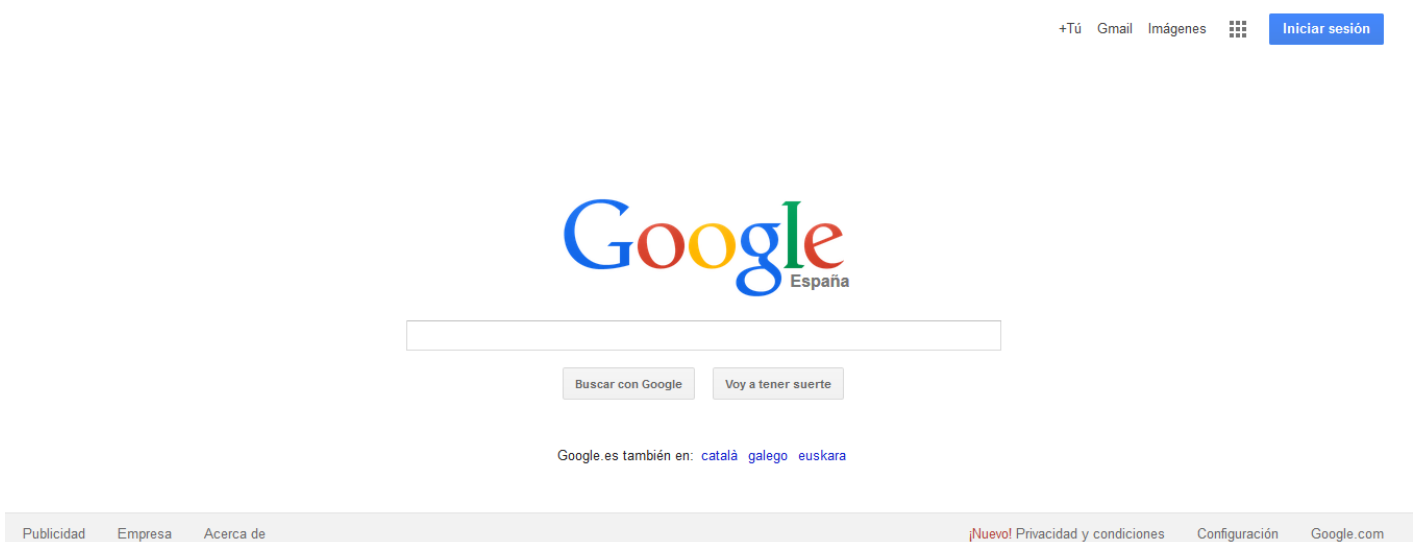 +Tú Gmail Imágenes Iniciar sesión
Google
España
Buscar con Google Voy a tener suerte
Google.es también en: català galego euskara
Publicidad Empresa Acerca de ¡Nuevo! Privacidad y condiciones Configuración Google.com